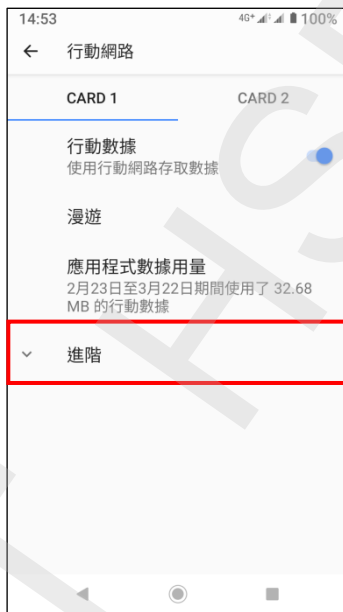 14:53 4G+ 100%
行動網路
CARD 1 CARD 2
行動數據
使用行動網路存取數據
漫遊
應用程式數據用量
2月23日至3月22日期間使用了 32.68
MB 的行動數據
進階